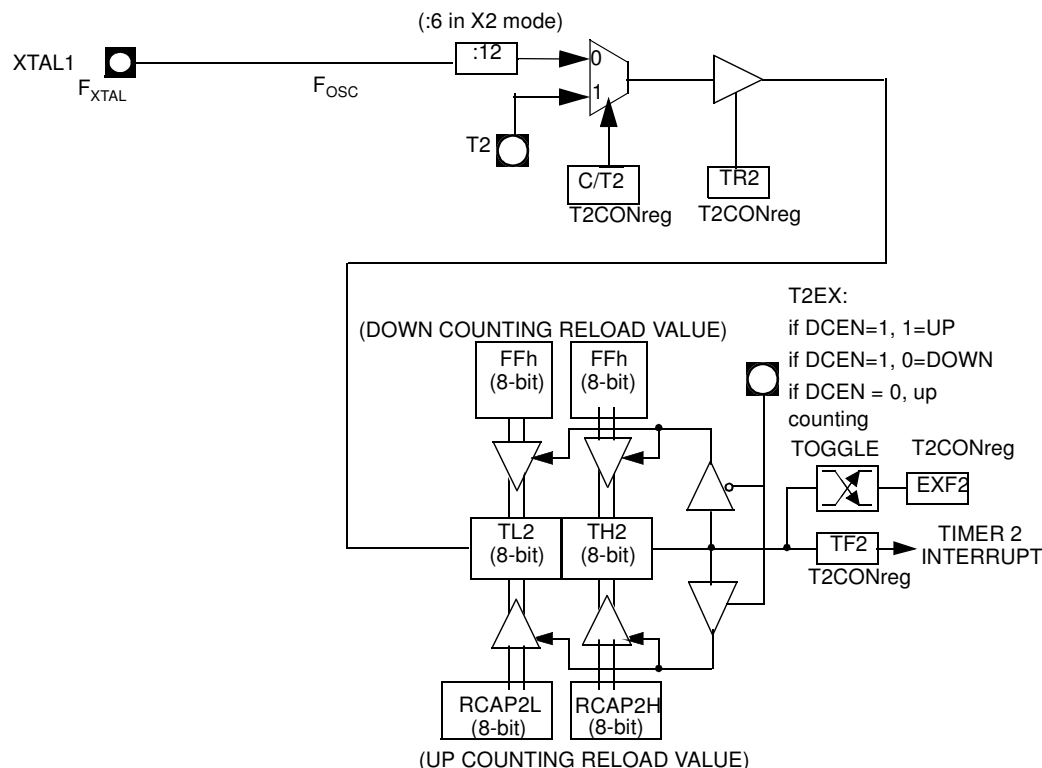 (:6 in X2 mode)
XTAL1
:12
0
F_XTAL
F_OSC
1
T2
C/T2
TR2
T2CONreg
T2CONreg
T2EX:
(DOWN COUNTING RELOAD VALUE)
if DCEN=1, 1=UP
FFh
(8-bit)
FFh
(8-bit)
if DCEN=1, 0=DOWN
if DCEN = 0, up
counting
TOGGLE
T2CONreg
EXF2
TL2
(8-bit)
TH2
(8-bit)
TF2
TIMER 2
INTERRUPT
T2CONreg
RCAP2L
(8-bit)
RCAP2H
(8-bit)
(UP COUNTING RELOAD VALUE)